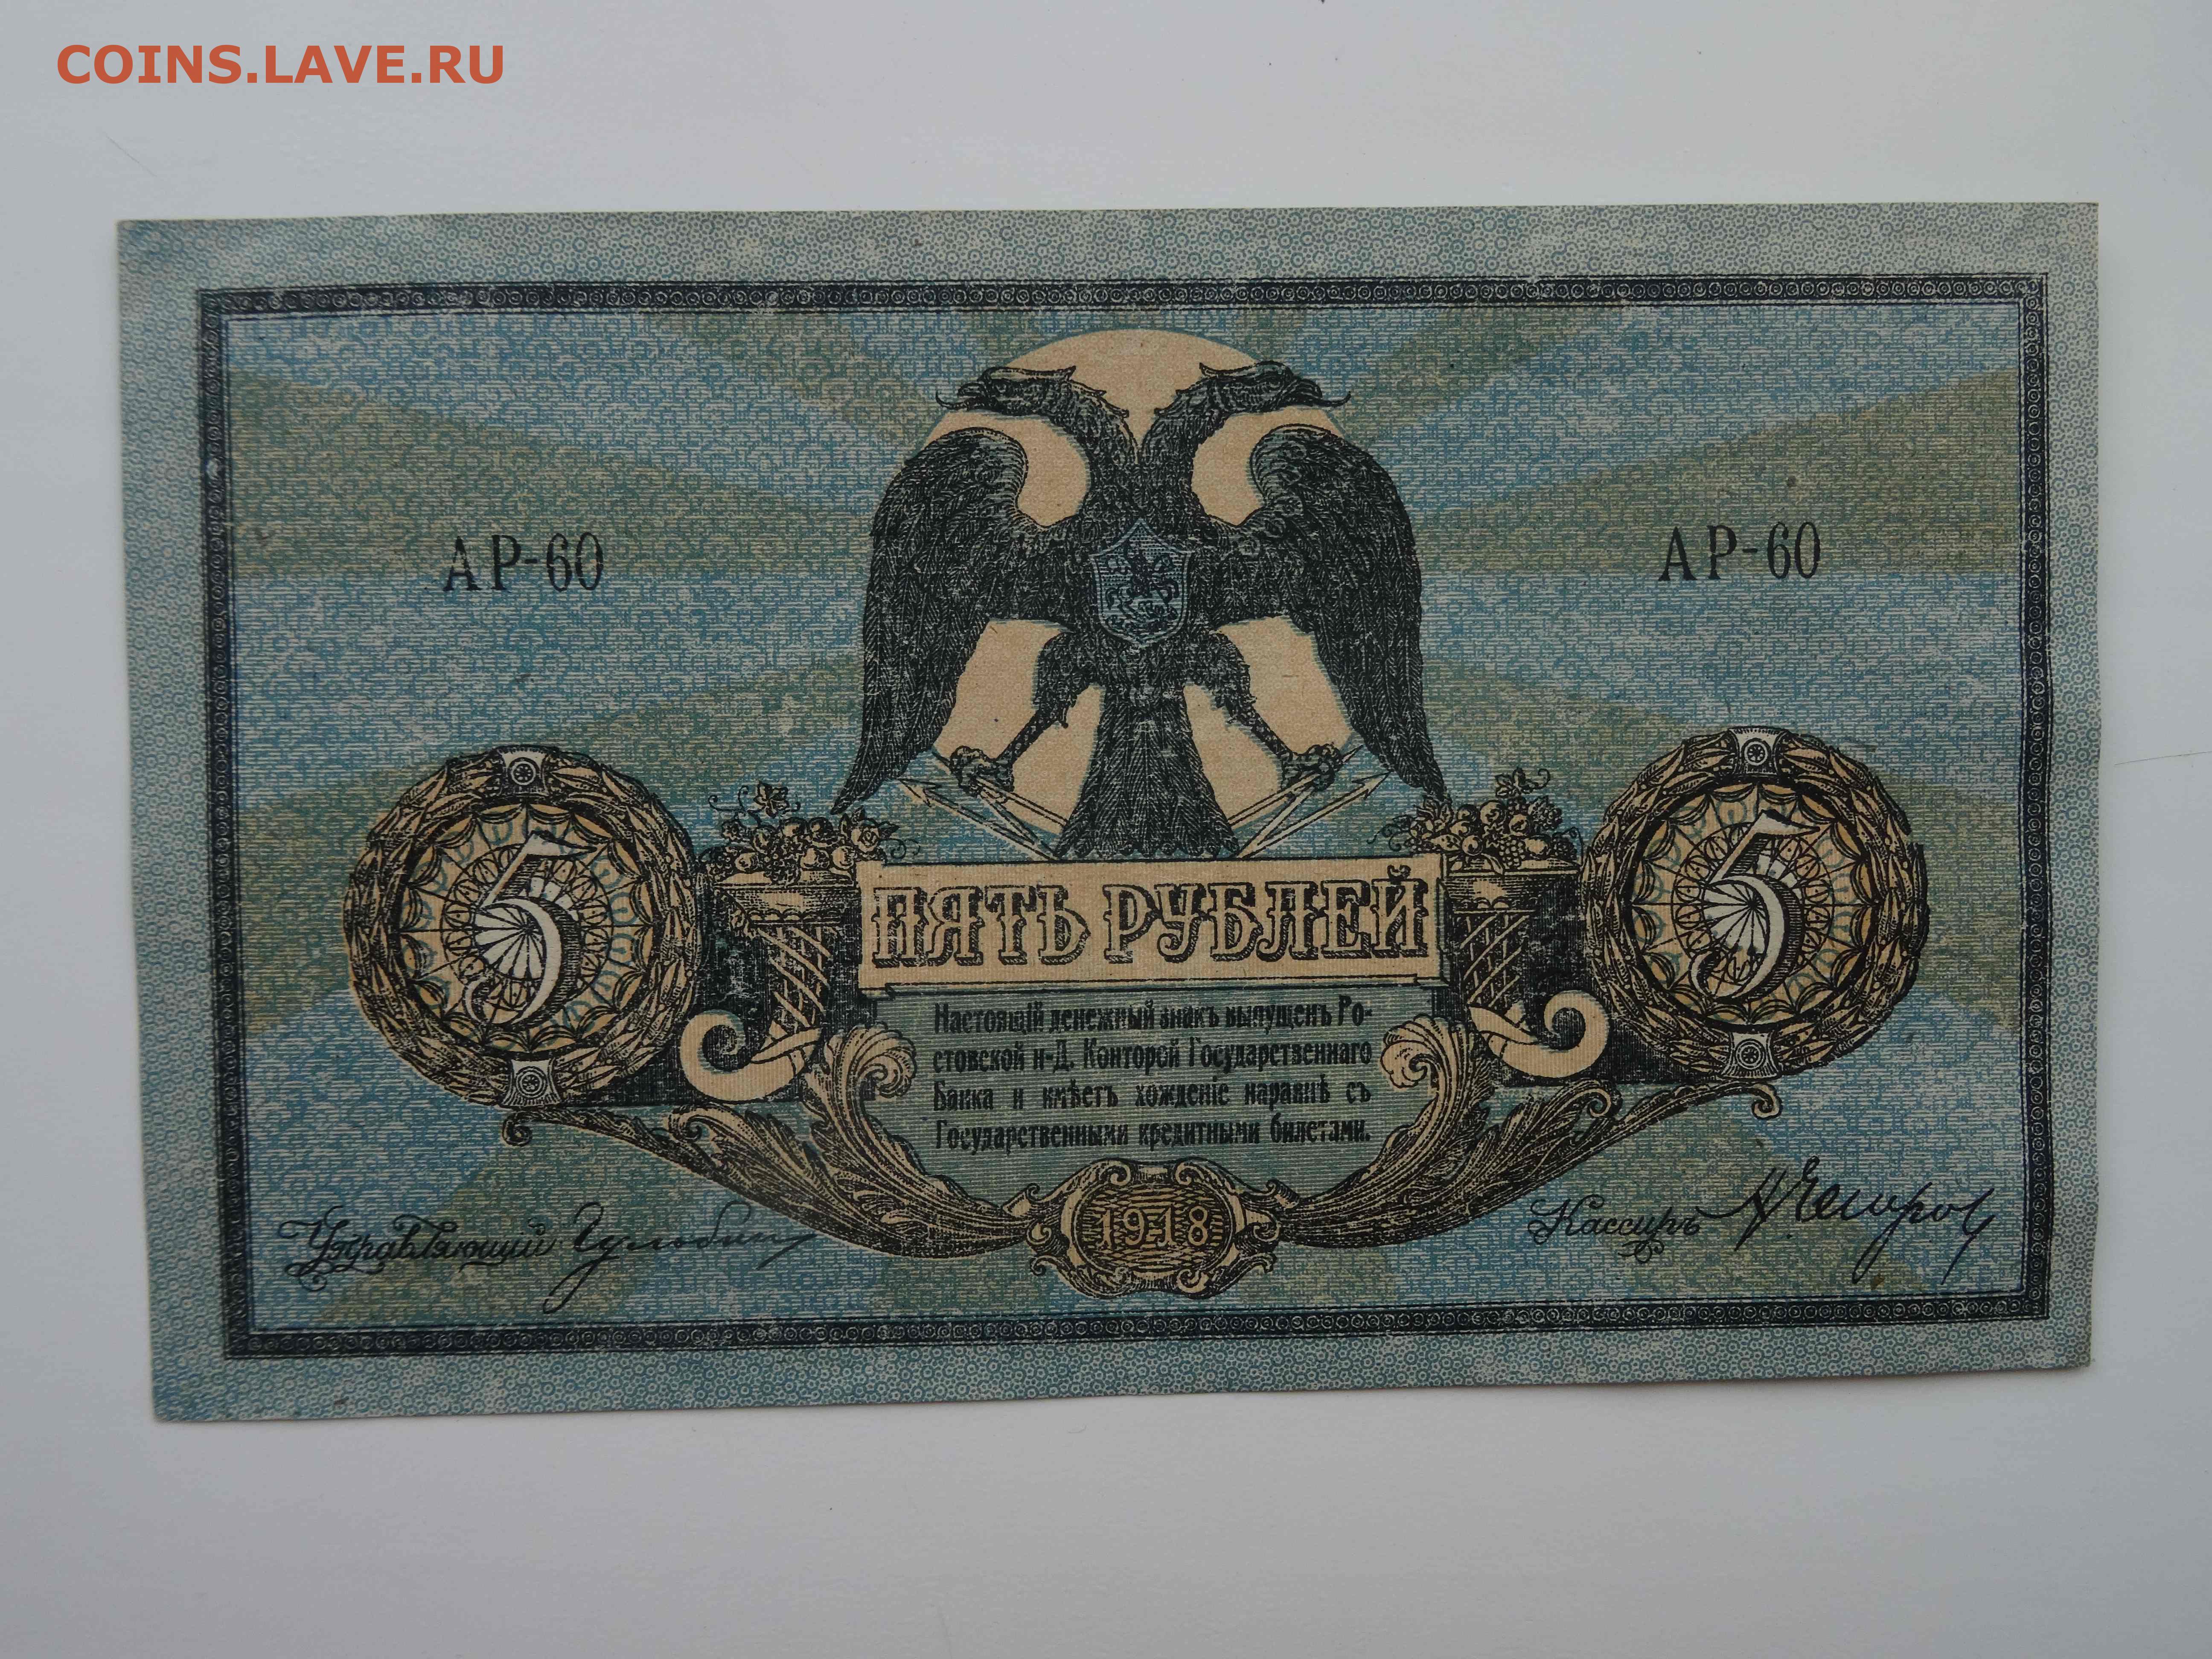 COINS.LAVE.RU
АР-60 АР-60
5 5
ПЯТЬ РУБЛЕЙ
Настоящій денежный знакъ выпущенъ Ро-
стовской н-Д. Конторой Государственнаго
Банка и имѣетъ хожденіе наравнѣ съ
Государственными кредитными билетами.
Управляющий Кассиръ
1918